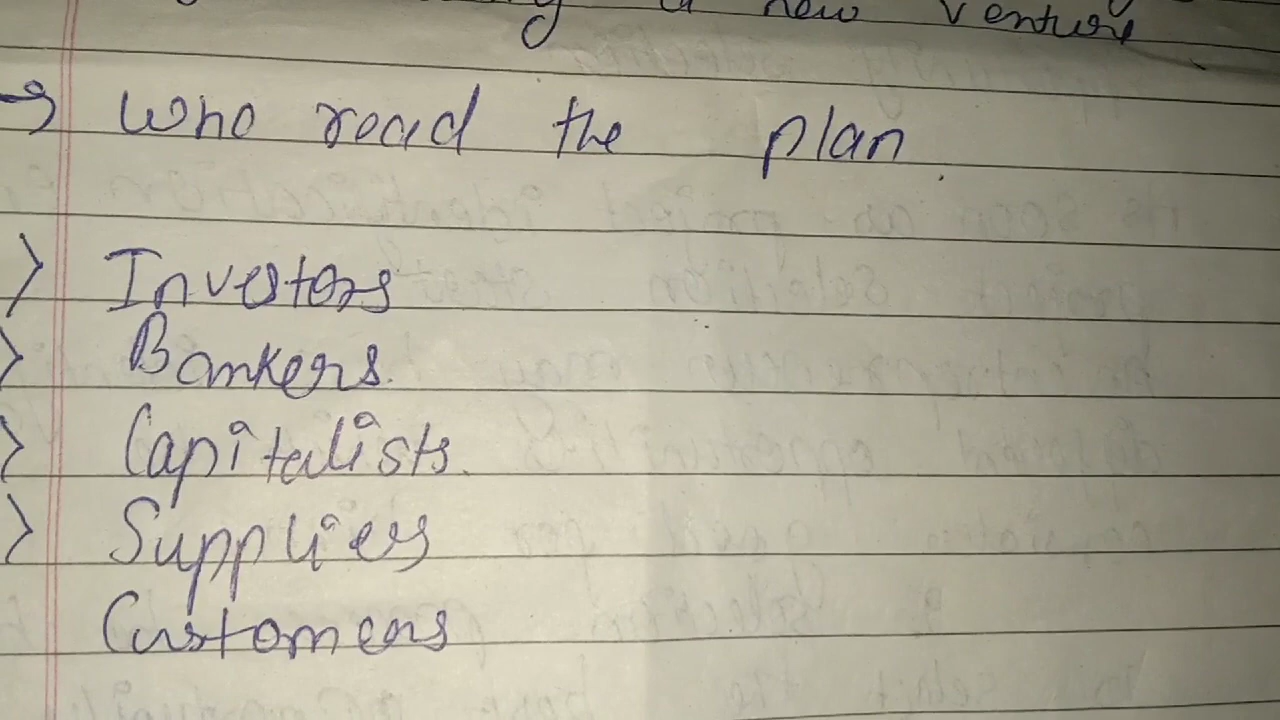 a new venture
→ Who read the plan.
> Investors
> Bankers.
> Capitalists.
> Suppliers
Customers